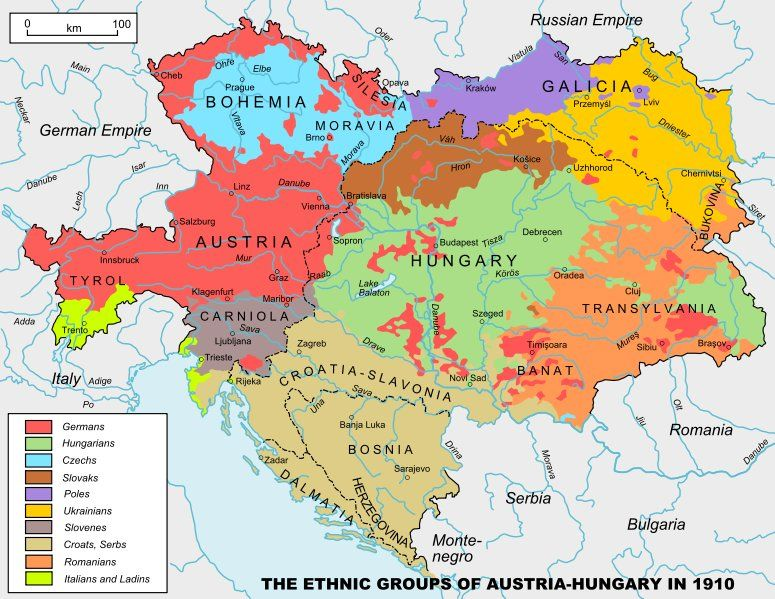 0 100
km
Russian Empire
Oder
Main
Cheb
Ohře
Elbe
Prague
Opava
SILESIA
Vistula
San
Kraków
GALICIA
Bug
Przemyśl
Lviv
Neckar
BOHEMIA
German Empire
Vltava
MORAVIA
Brno
Morava
Dniester
Váh
Hron
Košice
Uzhhorod
Chernivtsi
Isar
Danube
Lech
Inn
Linz
Danube
Vienna
Bratislava
BUKOVINA
Siret
Salzburg
AUSTRIA
Sopron
Budapest
Tisza
Debrecen
Innsbruck
Mur
HUNGARY
TYROL
Graz
Raab
Körös
Oradea
Klagenfurt
Maribor
Lake
Balaton
Danube
Cluj
CARNIOLA
TRANSYLVANIA
Adda
Trento
Sava
Ljubljana
Szeged
Drave
Mureș
Timișoara
Sibiu
Brașov
Trieste
Zagreb
Italy
Adige
Rijeka
CROATIA-SLAVONIA
Novi Sad
BANAT
Po
Sava
Una
Jiu
Olt
Banja Luka
Romania
BOSNIA
Drina
Morava
Danube
Zadar
Sarajevo
DALMATIA
HERZEGOVINA
Serbia
Bulgaria
Monte-
negro
Germans
Hungarians
Czechs
Slovaks
Poles
Ukrainians
Slovenes
Croats, Serbs
Romanians
Italians and Ladins
THE ETHNIC GROUPS OF AUSTRIA-HUNGARY IN 1910